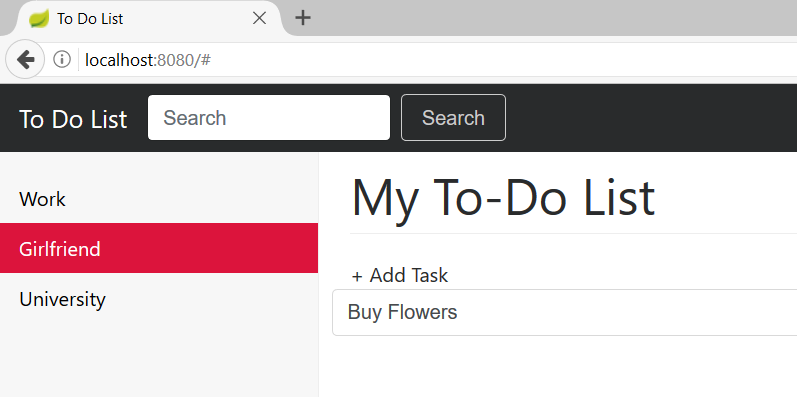 To Do List
localhost:8080/#
To Do List Search Search
Work
Girlfriend
University
My To-Do List
+ Add Task
Buy Flowers